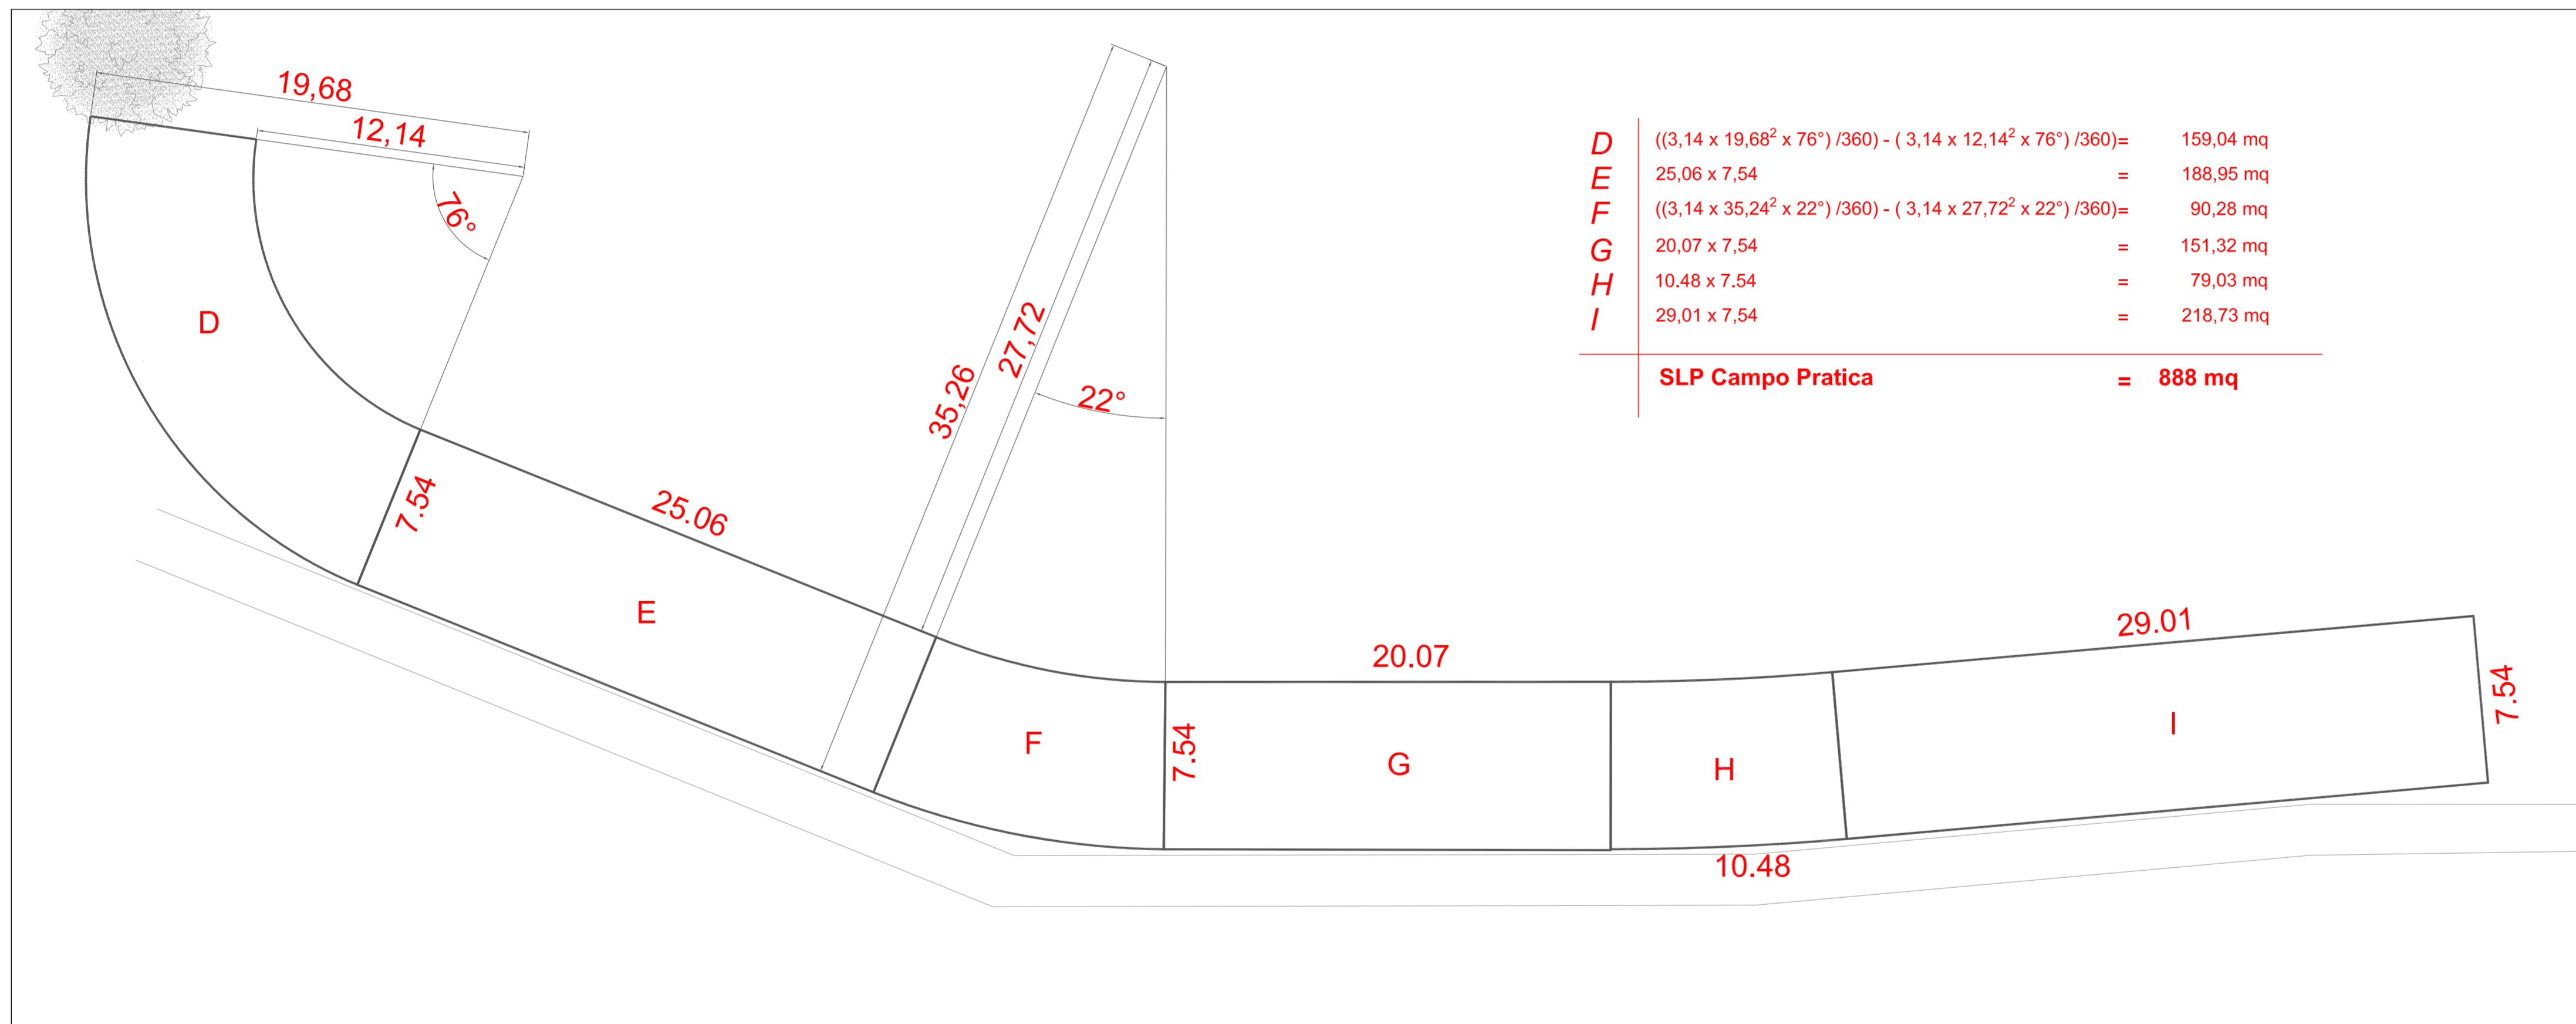 19,68
12,14
76°
D
7.54
25.06
E
35,26
27,72
22°
F
7.54
20.07
G
H
10.48
29.01
I
7.54
D ((3,14 x 19,68² x 76°) /360) - ( 3,14 x 12,14² x 76°) /360)= 159,04 mq
E 25,06 x 7,54 = 188,95 mq
F ((3,14 x 35,24² x 22°) /360) - ( 3,14 x 27,72² x 22°) /360)= 90,28 mq
G 20,07 x 7,54 = 151,32 mq
H 10.48 x 7.54 = 79,03 mq
I 29,01 x 7,54 = 218,73 mq
SLP Campo Pratica = 888 mq